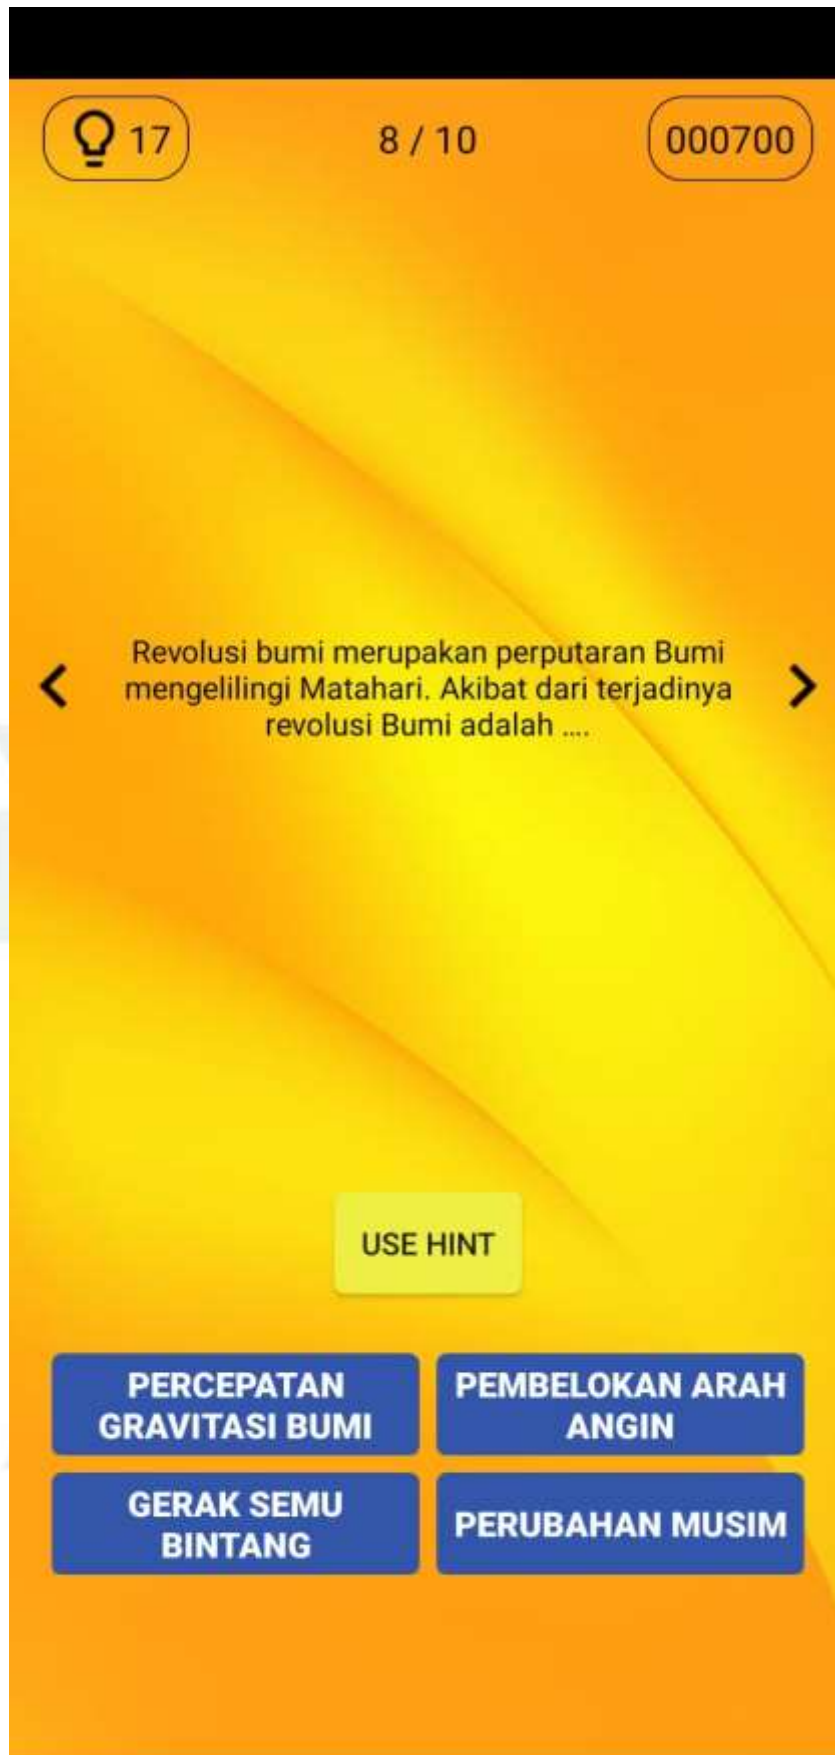 17
8 / 10
000700
Revolusi bumi merupakan perputaran Bumi
mengelilingi Matahari. Akibat dari terjadinya
revolusi Bumi adalah ....
USE HINT
PERCEPATAN
GRAVITASI BUMI
PEMBELOKAN ARAH
ANGIN
GERAK SEMU
BINTANG
PERUBAHAN MUSIM